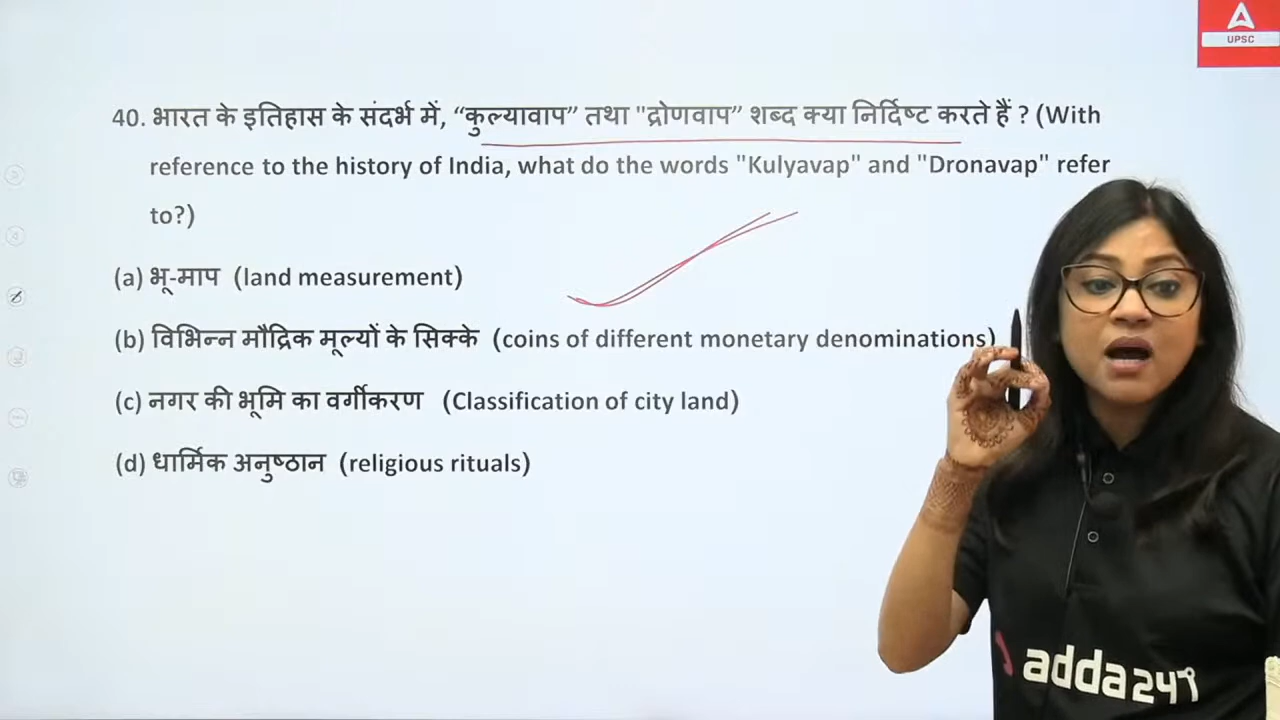 UPSC
40. भारत के इतिहास के संदर्भ में, “कुल्यावाप” तथा "द्रोणवाप” शब्द क्या निर्दिष्ट करते हैं ? (With
reference to the history of India, what do the words "Kulyavap" and "Dronavap" refer
to?)
(a) भू-माप (land measurement)
(b) विभिन्न मौद्रिक मूल्यों के सिक्के (coins of different monetary denominations)
(c) नगर की भूमि का वर्गीकरण (Classification of city land)
(d) धार्मिक अनुष्ठान (religious rituals)
adda247